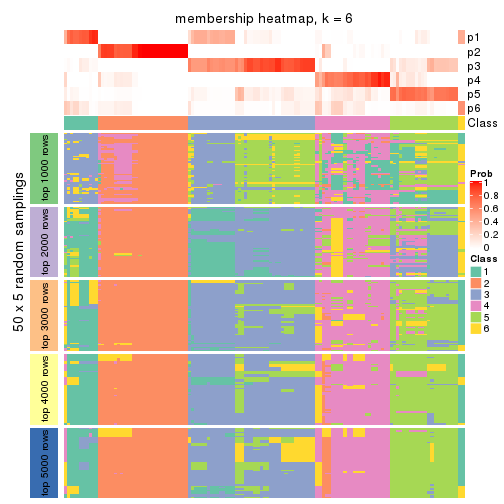 membership heatmap, k = 6
p1
p2
p3
p4
p5
p6
Class
50 x 5 random samplings
top 1000 rows
top 2000 rows
top 3000 rows
top 4000 rows
top 5000 rows
Prob
1
0.8
0.6
0.4
0.2
0
Class
1
2
3
4
5
6